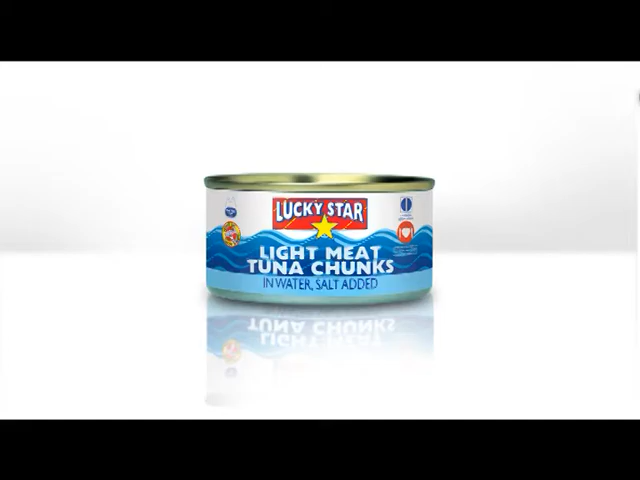 LUCKY STAR
LIGHT MEAT
TUNA CHUNKS
IN WATER, SALT ADDED